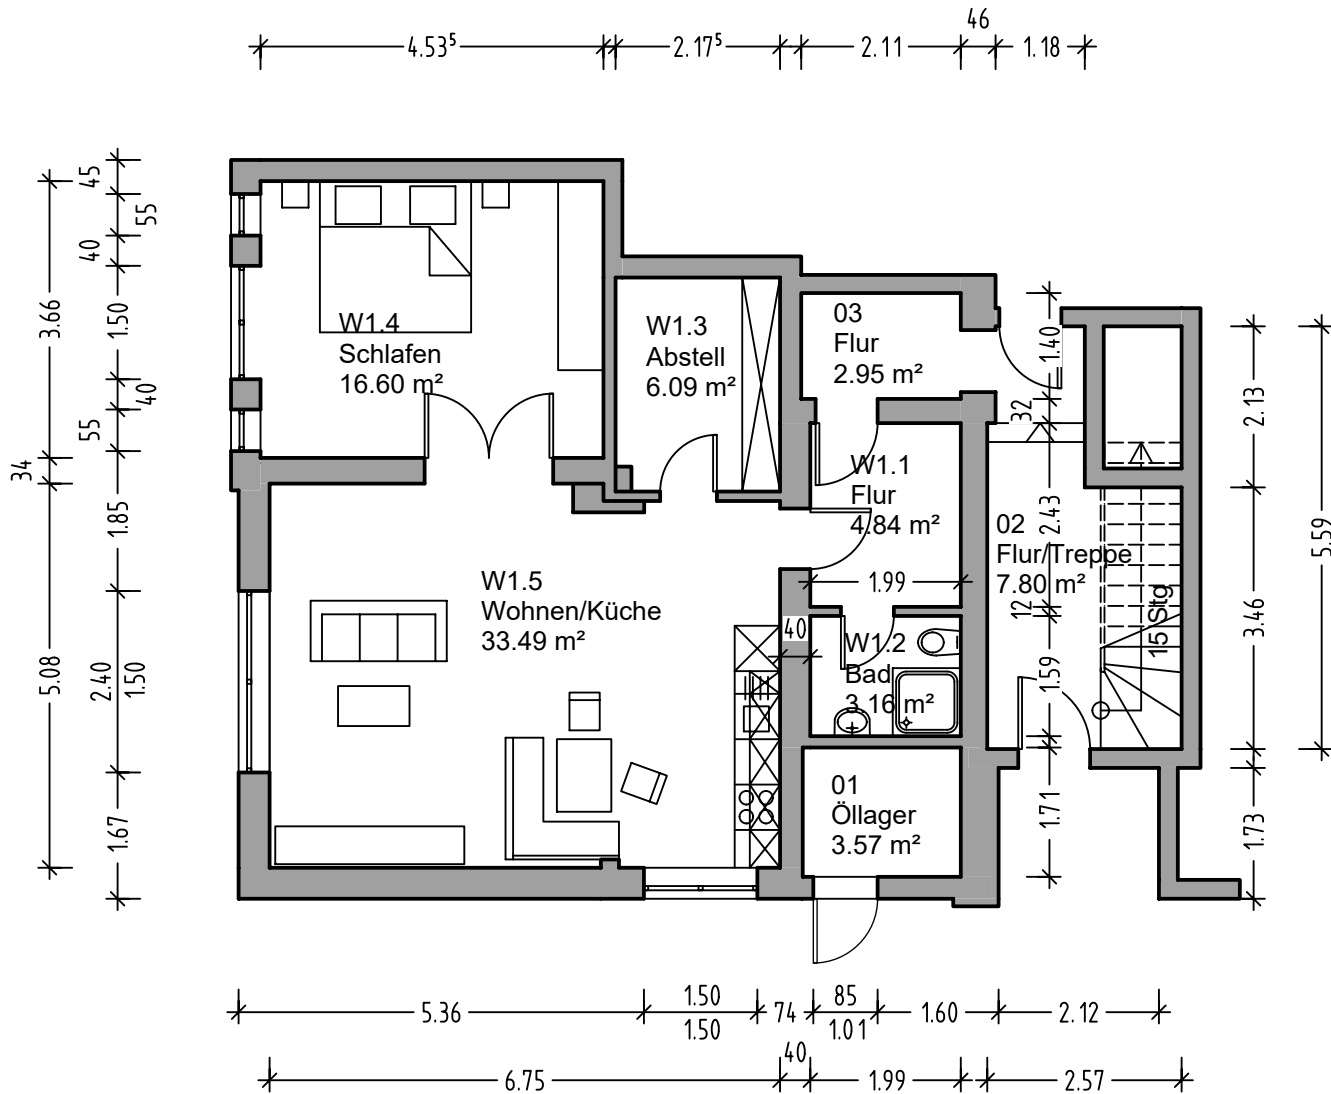 46
4.53⁵
2.17⁵
2.11
1.18
45
55
40
3.66
1.50
40
55
34
1.85
5.08
2.40
1.50
1.67
W1.4
Schlafen
16.60 m²
W1.3
Abstell
6.09 m²
03
Flur
2.95 m²
1.40
32
W1.1
Flur
4.84 m²
2.43
02
Flur/Treppe
7.80 m²
15 Stg
2.13
5.59
3.46
1.73
W1.5
Wohnen/Küche
33.49 m²
1.99
12
40
W1.2
Bad
3.16 m²
1.59
01
Öllager
3.57 m²
1.71
5.36
1.50
1.50
74
85
1.01
1.60
2.12
6.75
40
1.99
2.57